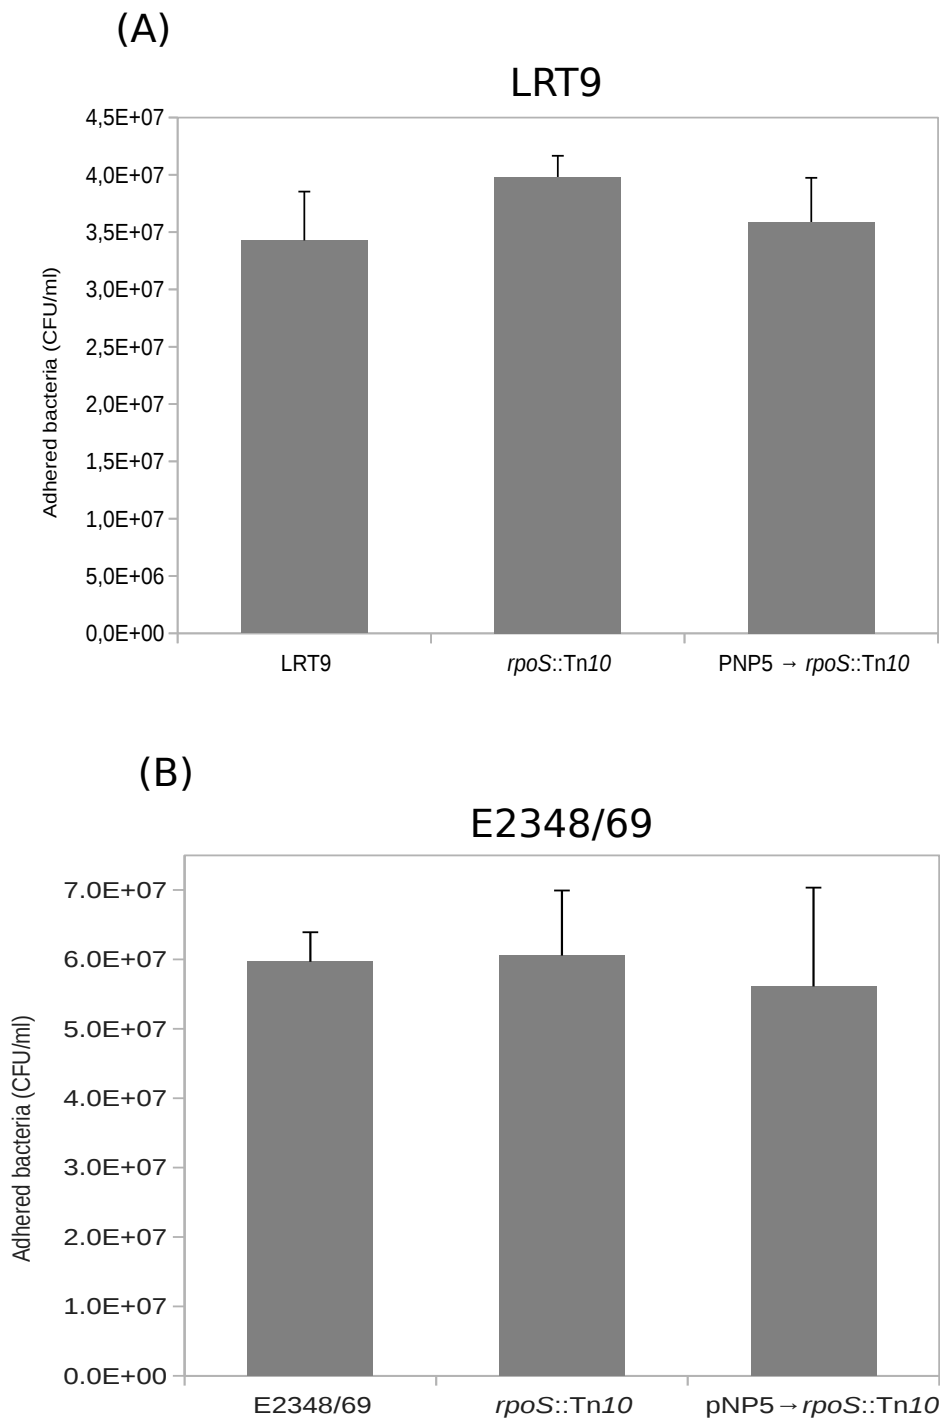 (A)
LRT9
4,5E+07
4,0E+07
3,5E+07
3,0E+07
2,5E+07
2,0E+07
1,5E+07
1,0E+07
5,0E+06
0,0E+00
Adhered bacteria (CFU/ml)
LRT9 rpoS::Tn10 PNP5 → rpoS::Tn10
(B)
E2348/69
7.0E+07
6.0E+07
5.0E+07
4.0E+07
3.0E+07
2.0E+07
1.0E+07
0.0E+00
Adhered bacteria (CFU/ml)
E2348/69 rpoS::Tn10 pNP5→rpoS::Tn10